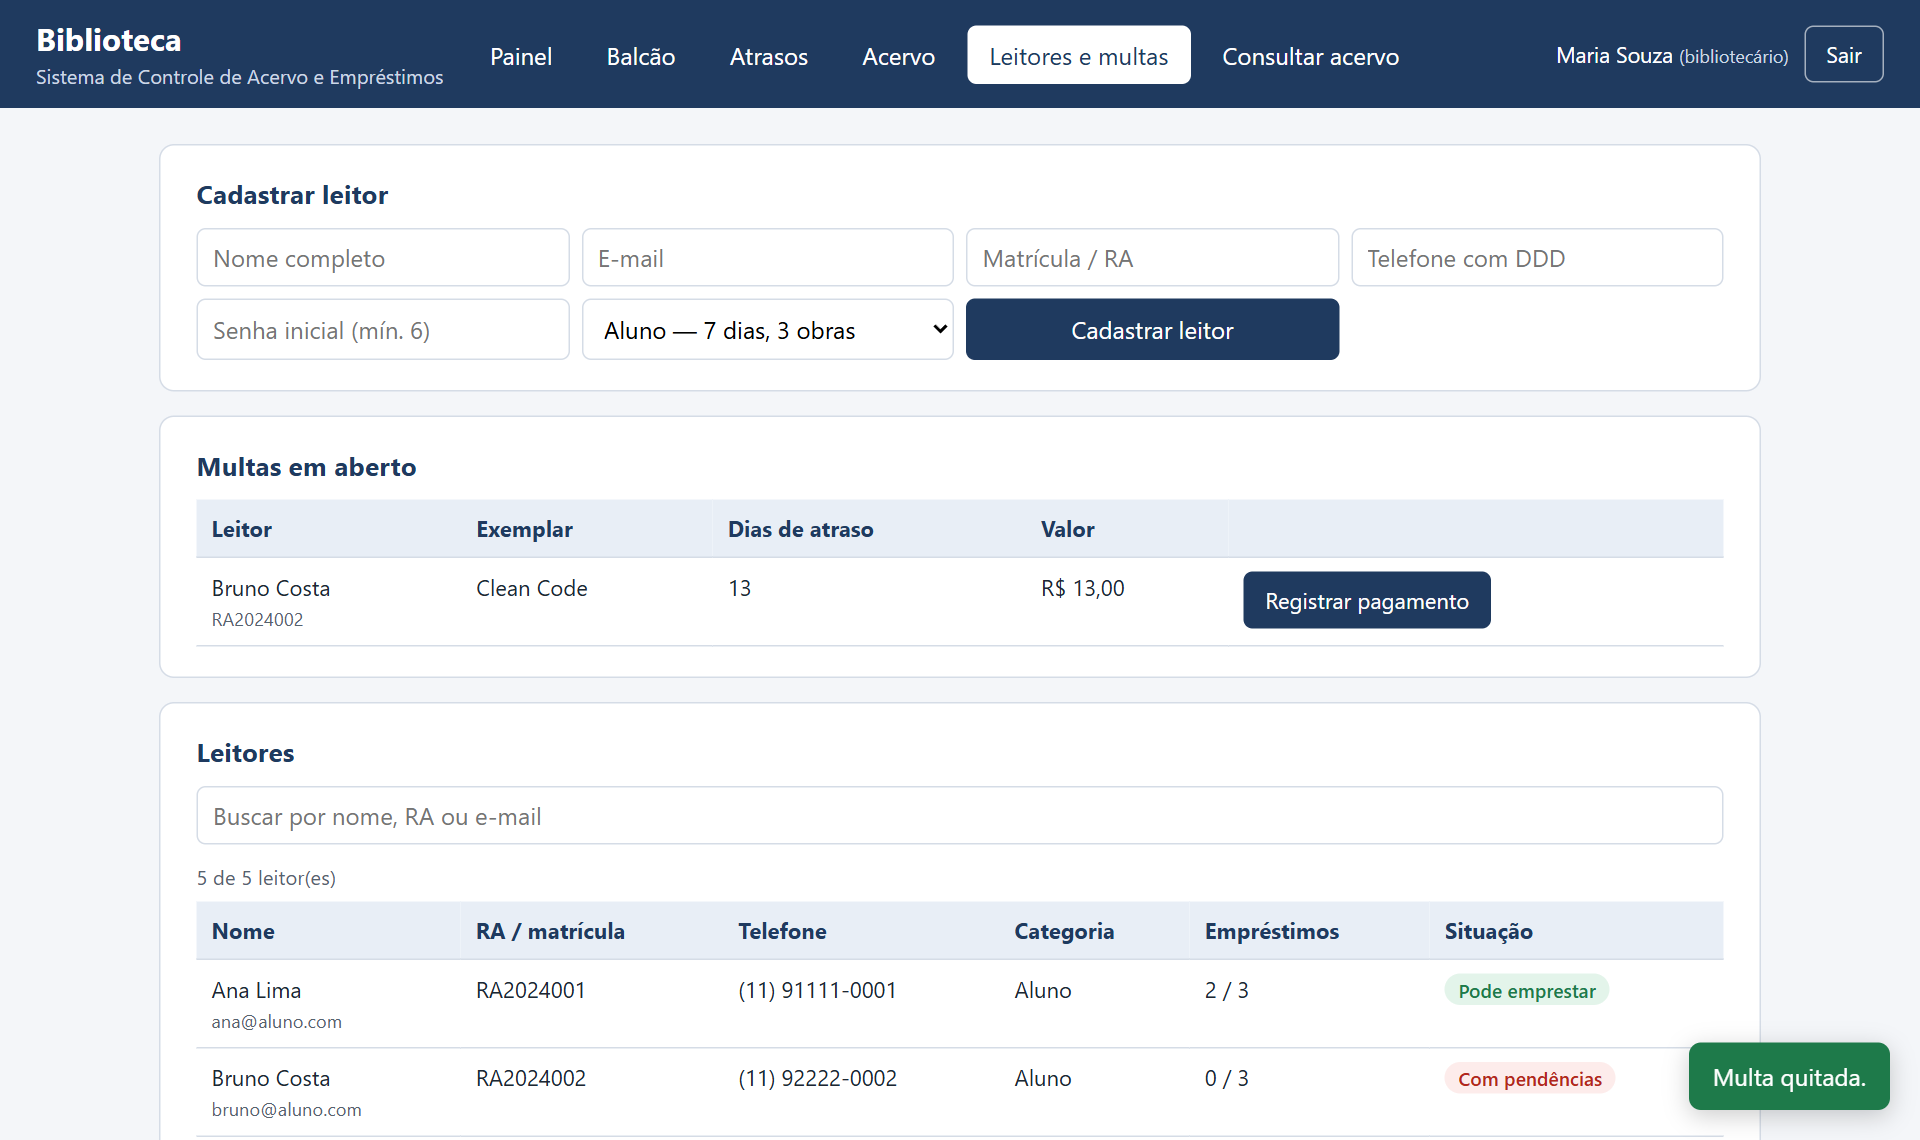 Biblioteca
Sistema de Controle de Acervo e Empréstimos
Painel
Balcão
Atrasos
Acervo
Leitores e multas
Consultar acervo
Maria Souza (bibliotecário)
Sair
Cadastrar leitor
Nome completo
E-mail
Matrícula / RA
Telefone com DDD
Senha inicial (mín. 6)
Aluno — 7 dias, 3 obras
Cadastrar leitor
Multas em aberto
Leitor Exemplar Dias de atraso Valor
Bruno Costa Clean Code 13 R$ 13,00 Registrar pagamento
RA2024002
Leitores
Buscar por nome, RA ou e-mail
5 de 5 leitor(es)
Nome RA / matrícula Telefone Categoria Empréstimos Situação
Ana Lima RA2024001 (11) 91111-0001 Aluno 2 / 3 Pode emprestar
ana@aluno.com
Bruno Costa RA2024002 (11) 92222-0002 Aluno 0 / 3 Com pendências
bruno@aluno.com
Multa quitada.